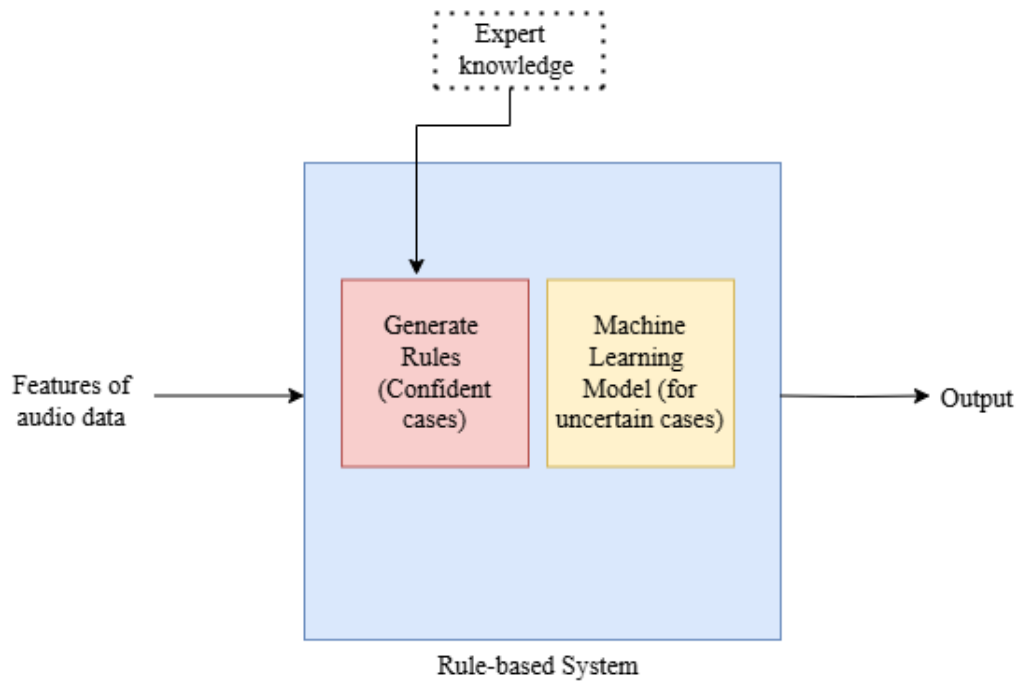 Expert
knowledge
Generate
Rules
(Confident
cases)
Machine
Learning
Model (for
uncertain cases)
Features of
audio data
Output
Rule-based System